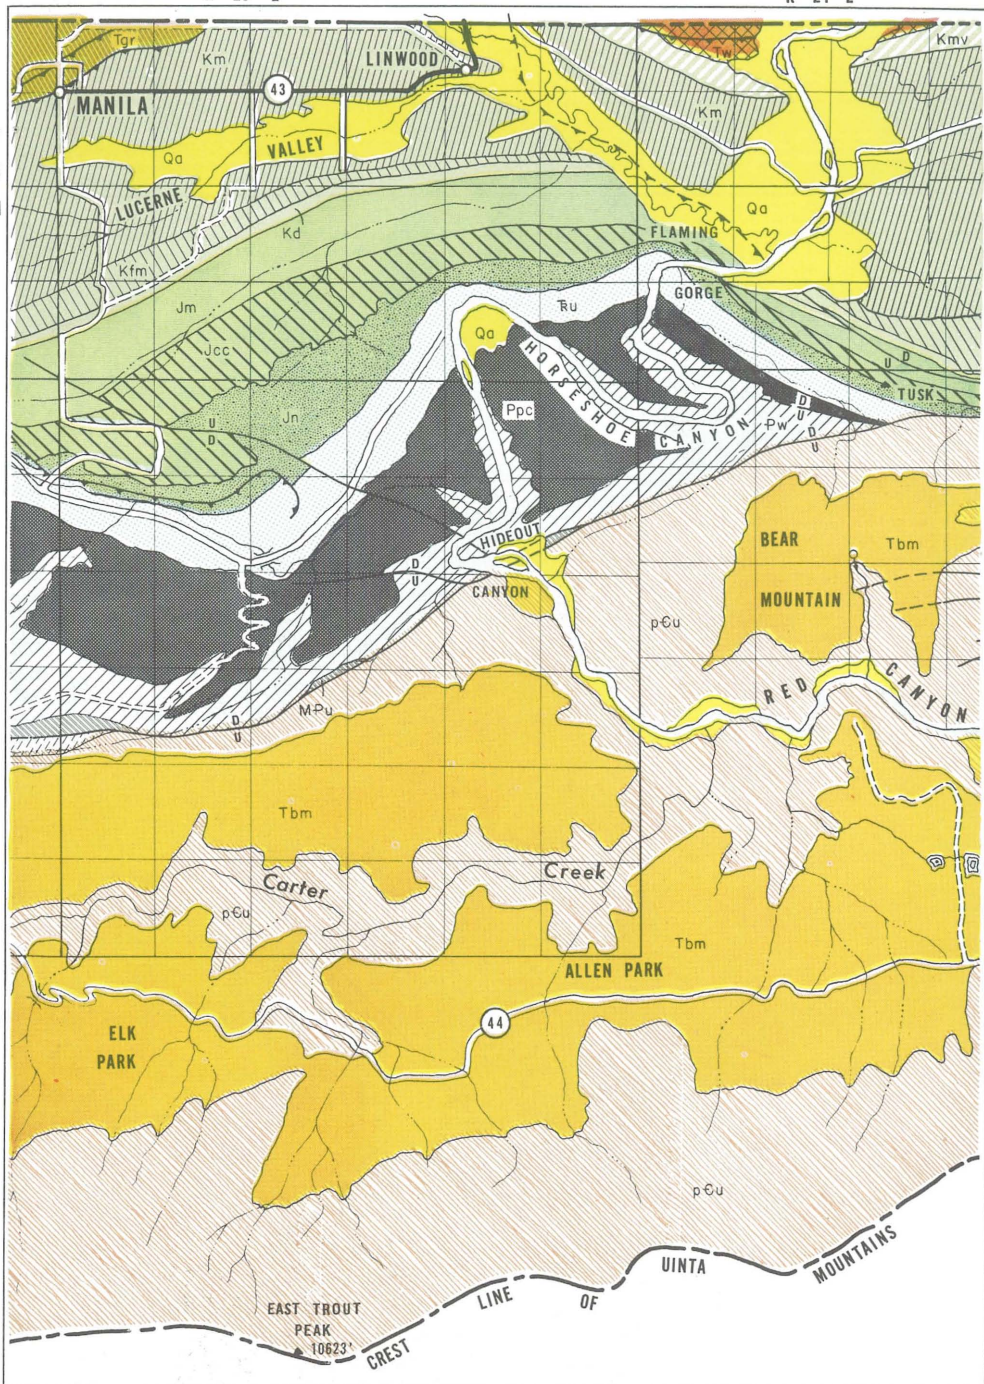 Tgr
Km
LINWOOD
Tw
Kmv
MANILA
43
Km
Qa
VALLEY
LUCERNE
Qa
Kd
FLAMING
Kfm
GORGE
Jm
T̶Ru
Qa
Jcc
U
D
HORSESHOE
CANYON
TUSK
Jn
Ppc
U
D
D
U
D
U
Pw
HIDEOUT
BEAR
Tbm
D
U
CANYON
MOUNTAIN
p€u
RED
CANYON
MPu
D
U
Tbm
Carter
Creek
p€u
Tbm
ALLEN PARK
44
ELK
PARK
p€u
UINTA
MOUNTAINS
LINE
OF
EAST TROUT
PEAK
10623'
CREST